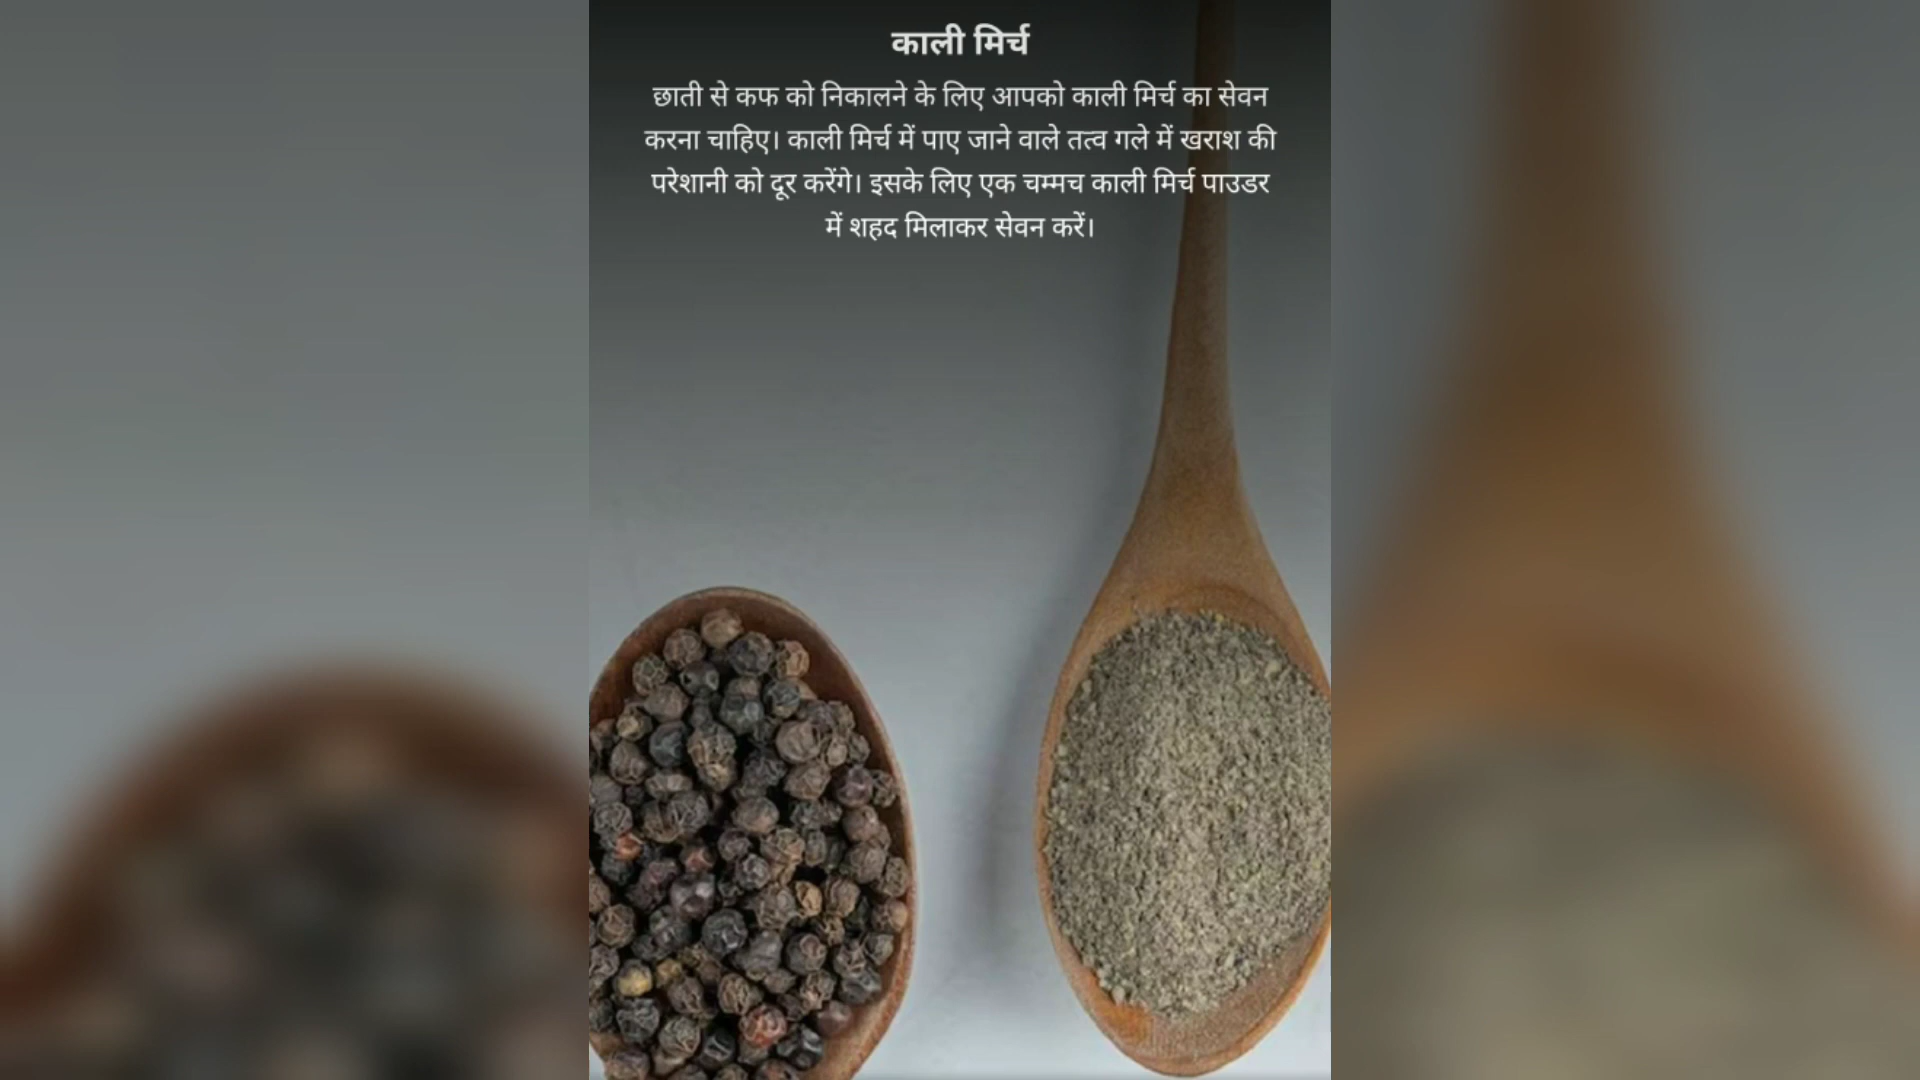 काली मिर्च
छाती से कफ को निकालने के लिए आपको काली मिर्च का सेवन
करना चाहिए। काली मिर्च में पाए जाने वाले तत्व गले में खराश की
परेशानी को दूर करेंगे। इसके लिए एक चम्मच काली मिर्च पाउडर
में शहद मिलाकर सेवन करें।